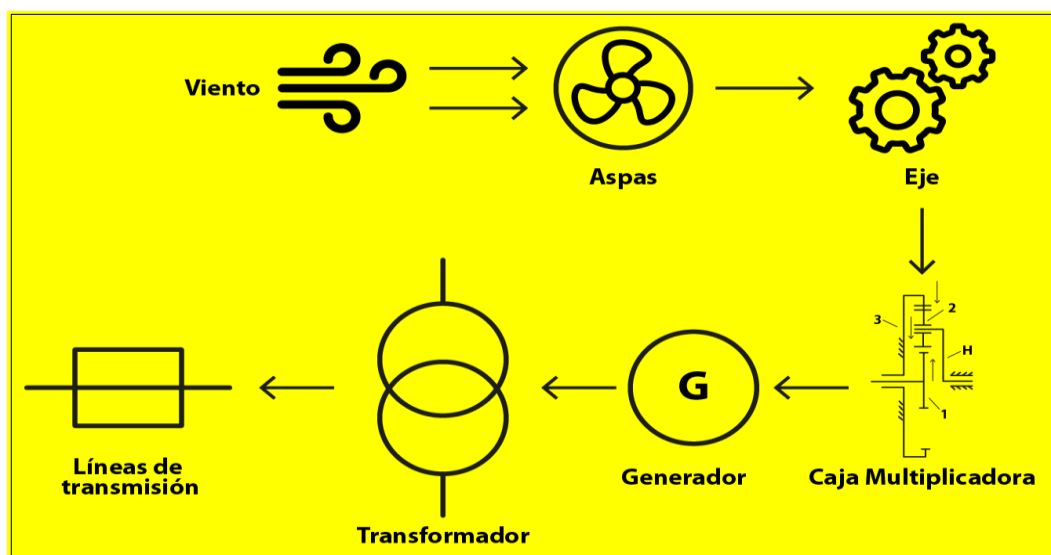 Viento
Aspas
Eje
2
3
H
1
G
Líneas de
transmisión
Transformador
Generador
Caja Multiplicadora